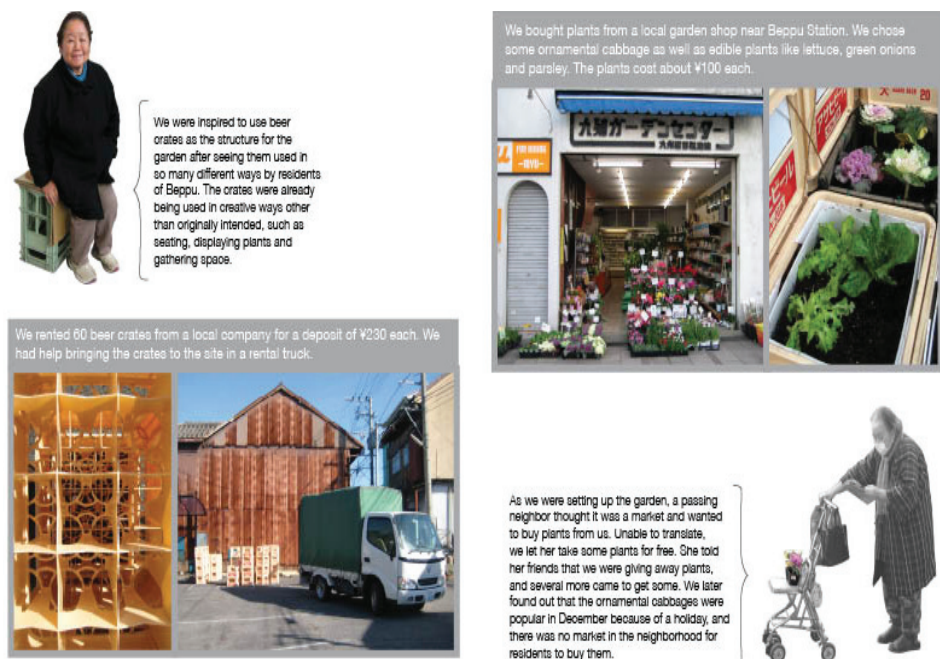 We were inspired to use beer
crates as the structure for the
garden after seeing them used in
so many different ways by residents
of Beppu. The crates were already
being used in creative ways other
than originally intended, such as
seating, displaying plants and
gathering space.
We rented 60 beer crates from a local company for a deposit of ¥230 each. We
had help bringing the crates to the site in a rental truck.
We bought plants from a local garden shop near Beppu Station. We chose
some ornamental cabbage as well as edible plants like lettuce, green onions
and parsley. The plants cost about ¥100 each.
九州ガーデンセンター
アサヒビール
20
As we were setting up the garden, a passing
neighbor thought it was a market and wanted
to buy plants from us. Unable to translate,
we let her take some plants for free. She told
her friends that we were giving away plants,
and several more came to get some. We later
found out that the ornamental cabbages were
popular in December because of a holiday, and
there was no market in the neighborhood for
residents to buy them.